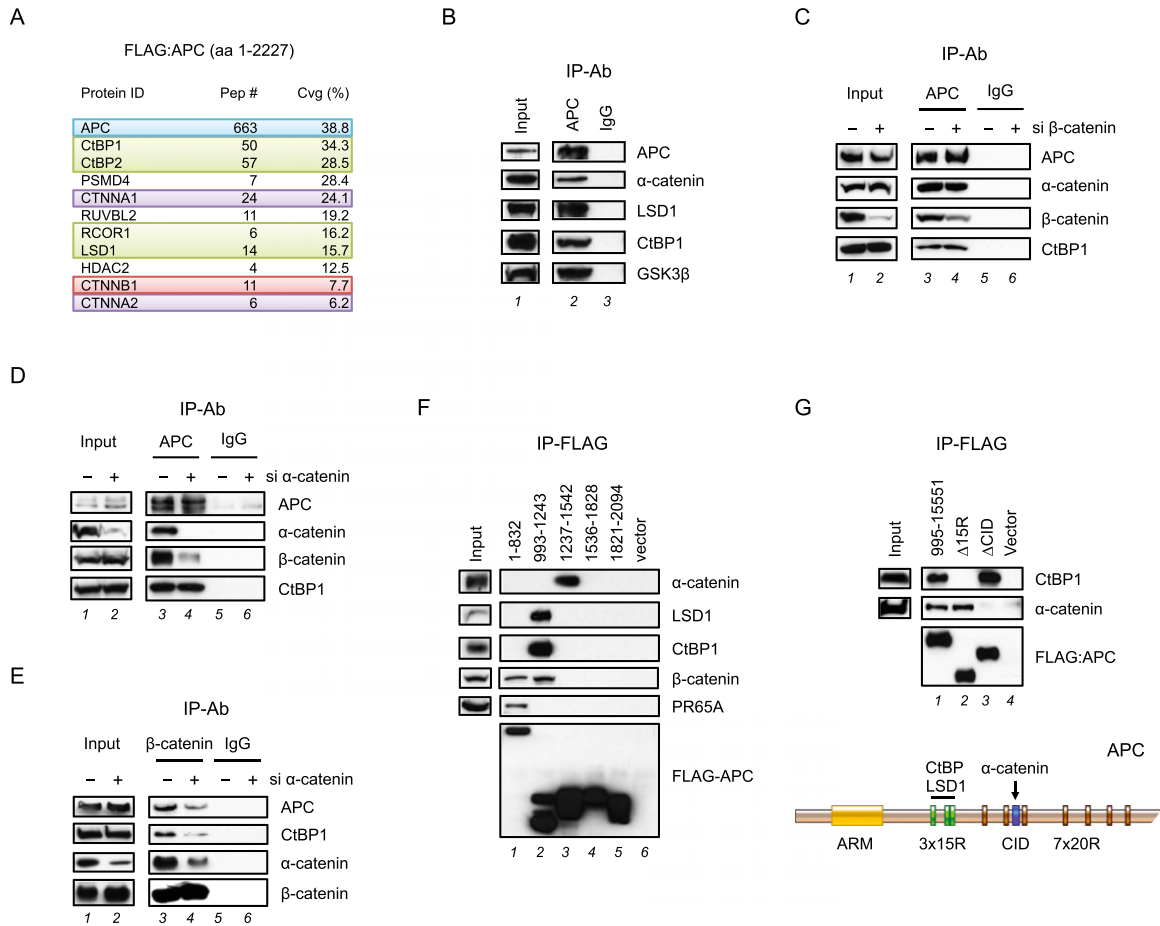 A
FLAG:APC (aa 1-2227)
Protein ID Pep # Cvg (%)
APC 663 38.8
CtBP1 50 34.3
CtBP2 57 28.5
PSMD4 7 28.4
CTNNA1 24 24.1
RUVBL2 11 19.2
RCOR1 6 16.2
LSD1 14 15.7
HDAC2 4 12.5
CTNNB1 11 7.7
CTNNA2 6 6.2
B
IP-Ab
Input APC IgG
APC
α-catenin
LSD1
CtBP1
GSK3β
1 2 3
C
IP-Ab
Input APC IgG
– + – + – + si β-catenin
APC
α-catenin
β-catenin
CtBP1
1 2 3 4 5 6
D
IP-Ab
Input APC IgG
– + – + – + si α-catenin
APC
α-catenin
β-catenin
CtBP1
1 2 3 4 5 6
E
IP-Ab
Input β-catenin IgG
– + – + – + si α-catenin
APC
CtBP1
α-catenin
β-catenin
1 2 3 4 5 6
F
IP-FLAG
Input 1-832 993-1243 1237-1542 1536-1828 1821-2094 vector
α-catenin
LSD1
CtBP1
β-catenin
PR65A
FLAG-APC
1 2 3 4 5 6
G
IP-FLAG
Input 995-15551 Δ15R ΔCID Vector
CtBP1
α-catenin
FLAG:APC
1 2 3 4
APC
CtBP
LSD1
α-catenin
ARM 3x15R CID 7x20R